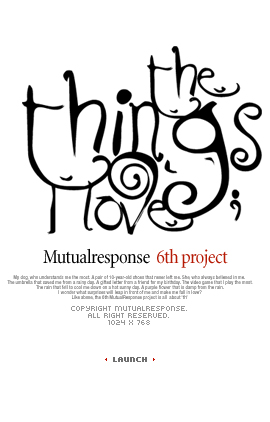 the
things
I love;
Mutualresponse 6th project
My dog, who understands me the most. A pair of 10-year-old shoes that never left me. She, who always believed in me.
The umbrella that saved me from a rainy day. A gifted letter from a friend for my birthday. The video game that I play the most.
The rain that fell to cool me down on a hot sunny day. A purple flower that is damp from the rain.
I wonder what surprises will leap in front of me and make me fall in love?
Like above, the 6th MutualResponse project is all about
COPYRIGHT MUTUALRESPONSE.
ALL RIGHT RESERVED.
1024 X 768
LAUNCH